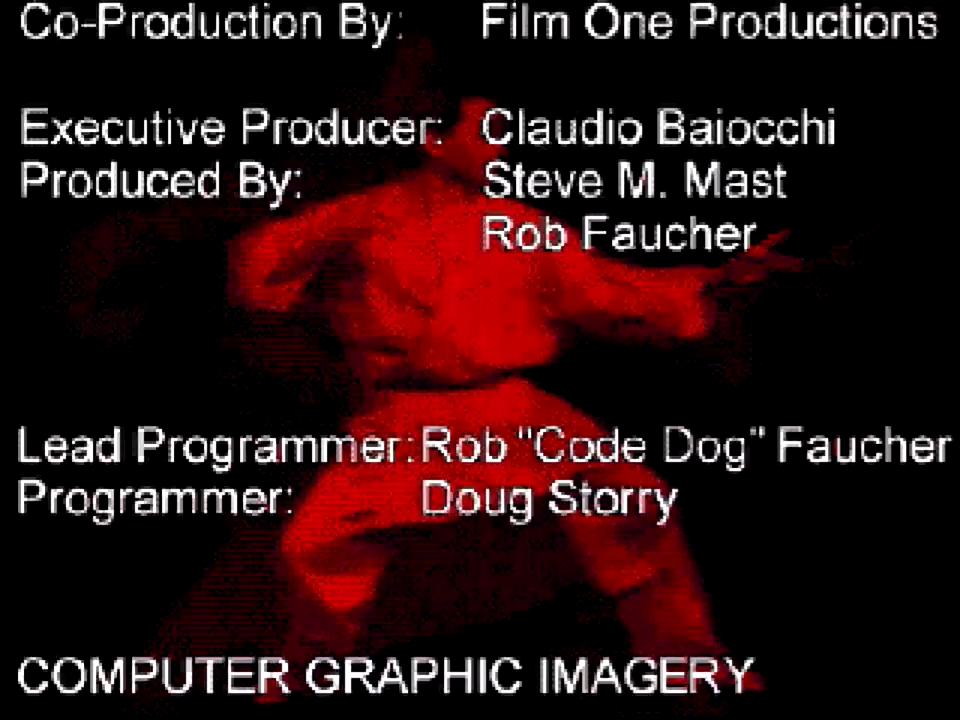 Co-Production By: Film One Productions
Executive Producer: Claudio Baiocchi
Produced By: Steve M. Mast
Rob Faucher
Lead Programmer: Rob "Code Dog" Faucher
Programmer: Doug Storry
COMPUTER GRAPHIC IMAGERY